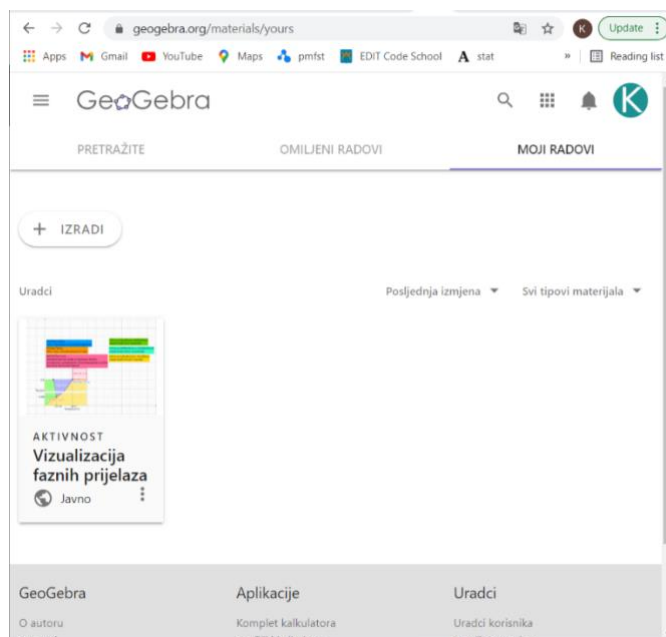 geogebra.org/materials/yours
K
Update
Apps
Gmail
YouTube
Maps
pmfst
EDIT Code School
A stat
»
Reading list
GeoGebra
K
PRETRAŽITE
OMILJENI RADOVI
MOJI RADOVI
+ IZRADI
Uradci
Posljednja izmjena
Svi tipovi materijala
AKTIVNOST
Vizualizacija
faznih prijelaza
Javno
GeoGebra
Aplikacije
Uradci
O autoru
Komplet kalkulatora
Uradci korisnika